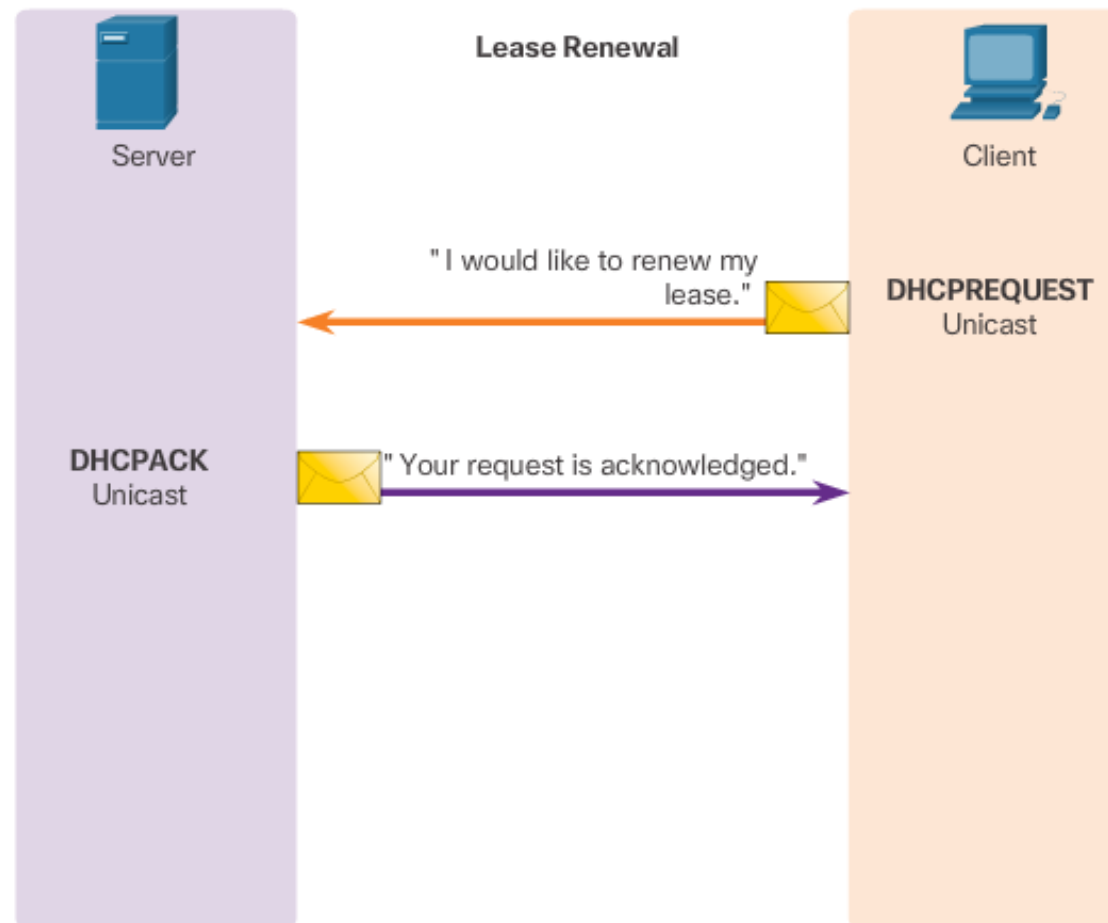 Lease Renewal
Server
Client
" I would like to renew my
lease."
DHCPREQUEST
Unicast
DHCPACK
Unicast
" Your request is acknowledged."